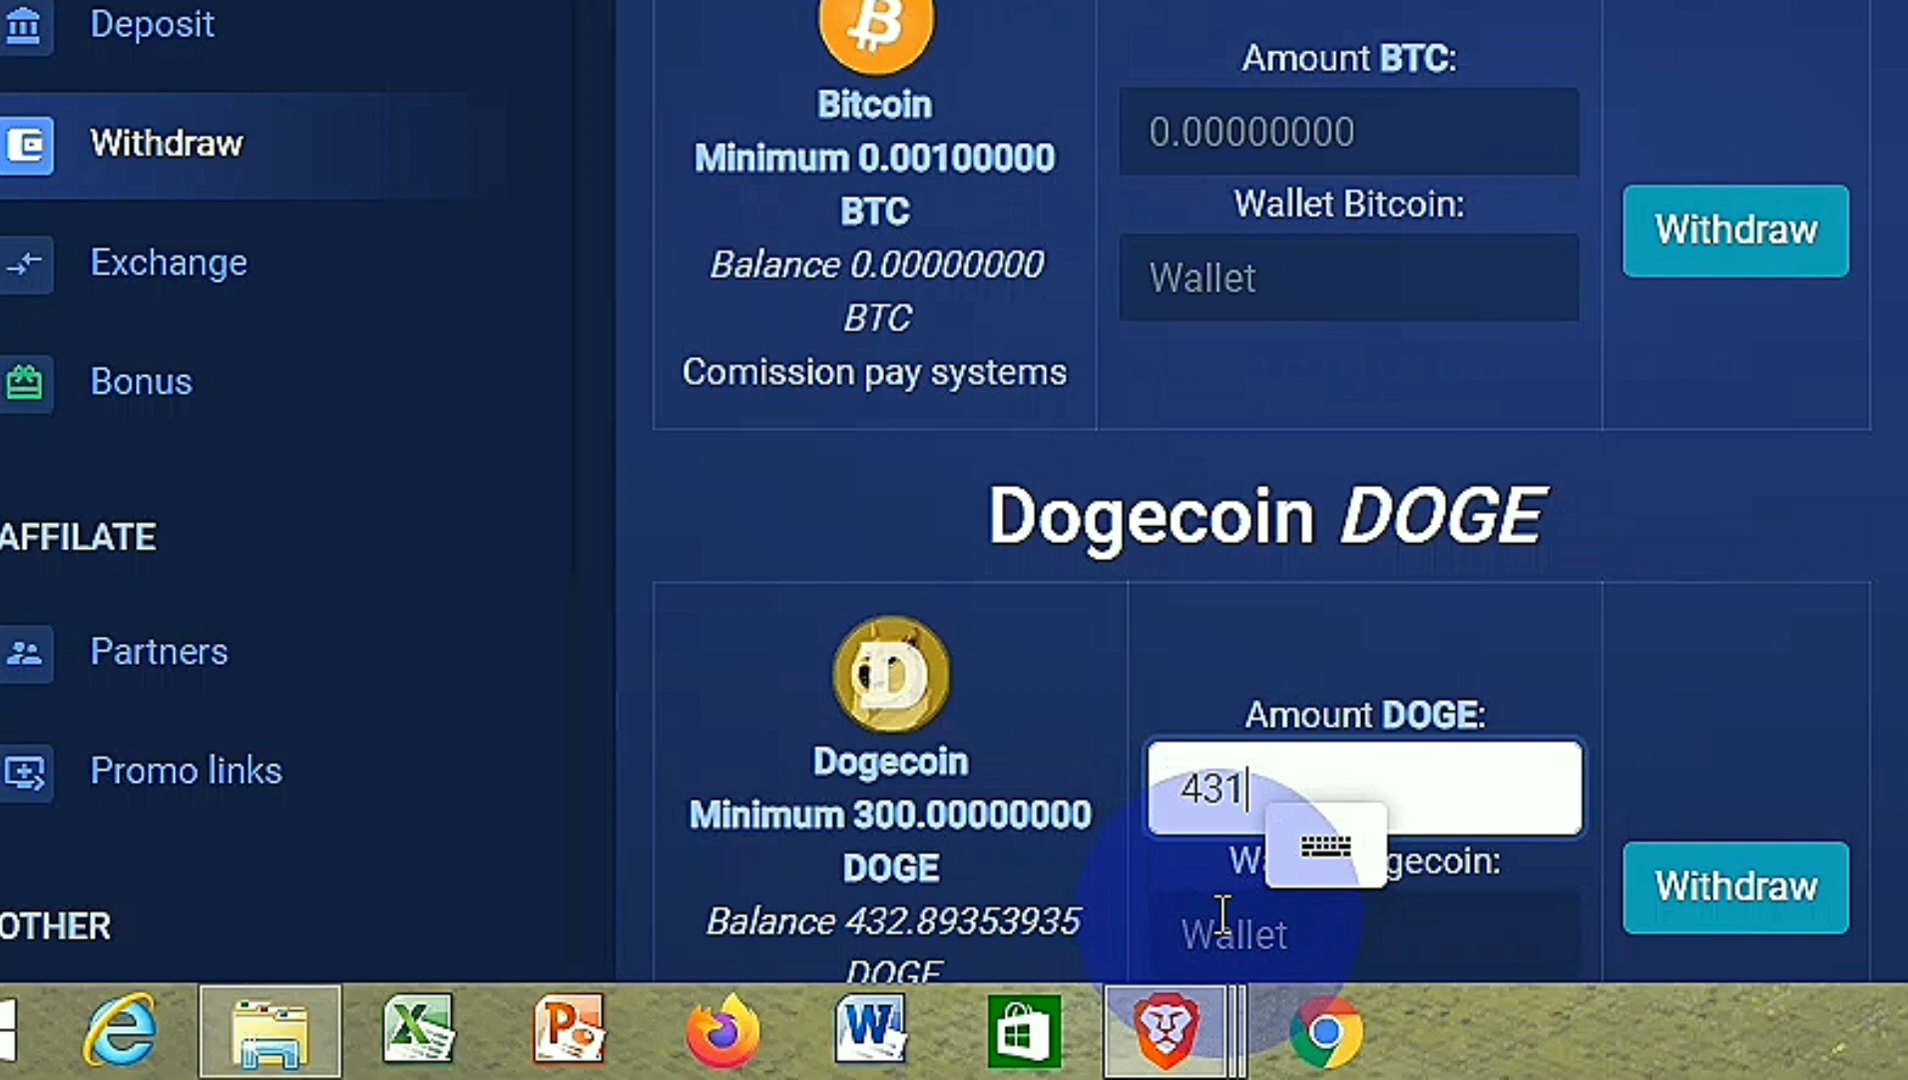 Deposit
Withdraw
Exchange
Bonus
AFFILATE
Partners
Promo links
OTHER
Bitcoin
Minimum 0.00100000
BTC
Balance 0.00000000
BTC
Comission pay systems
Amount BTC:
0.00000000
Wallet Bitcoin:
Wallet
Withdraw
Dogecoin DOGE
Dogecoin
Minimum 300.00000000
DOGE
Balance 432.89353935
DOGE
Amount DOGE:
431
Wallet
Withdraw